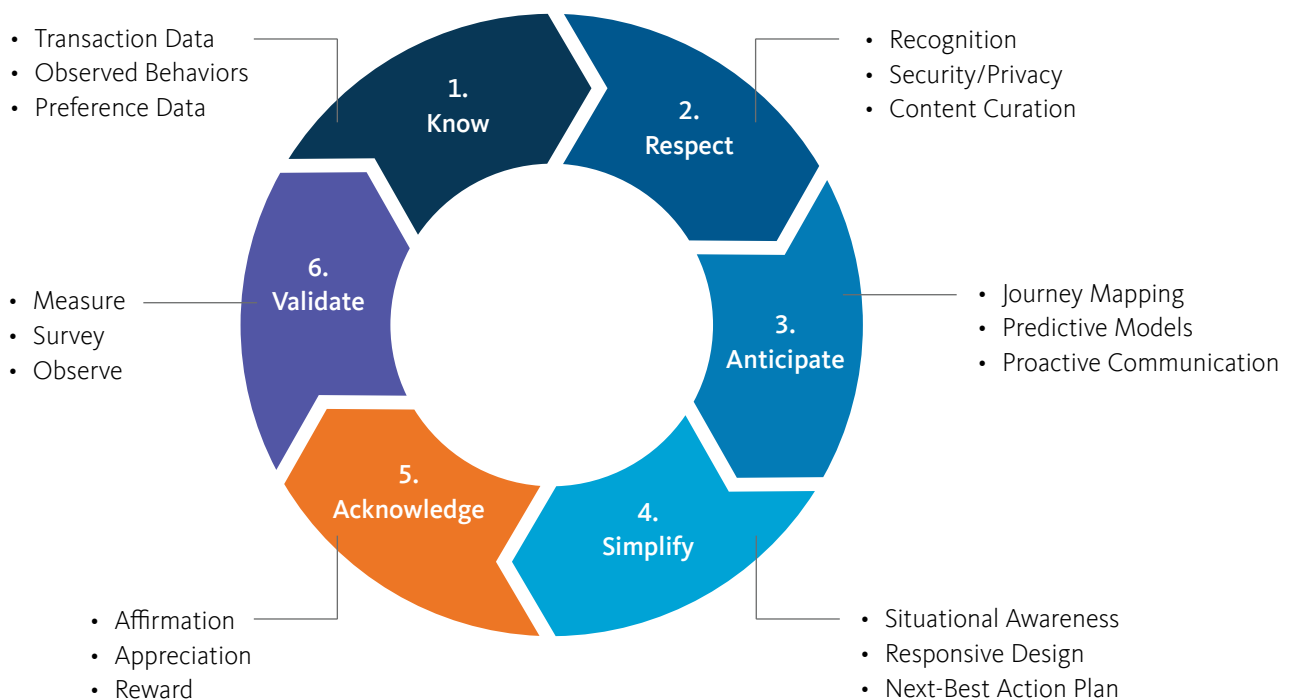 1.
Know
• Transaction Data
• Observed Behaviors
• Preference Data
2.
Respect
• Recognition
• Security/Privacy
• Content Curation
3.
Anticipate
• Journey Mapping
• Predictive Models
• Proactive Communication
4.
Simplify
• Situational Awareness
• Responsive Design
• Next-Best Action Plan
5.
Acknowledge
• Affirmation
• Appreciation
• Reward
6.
Validate
• Measure
• Survey
• Observe